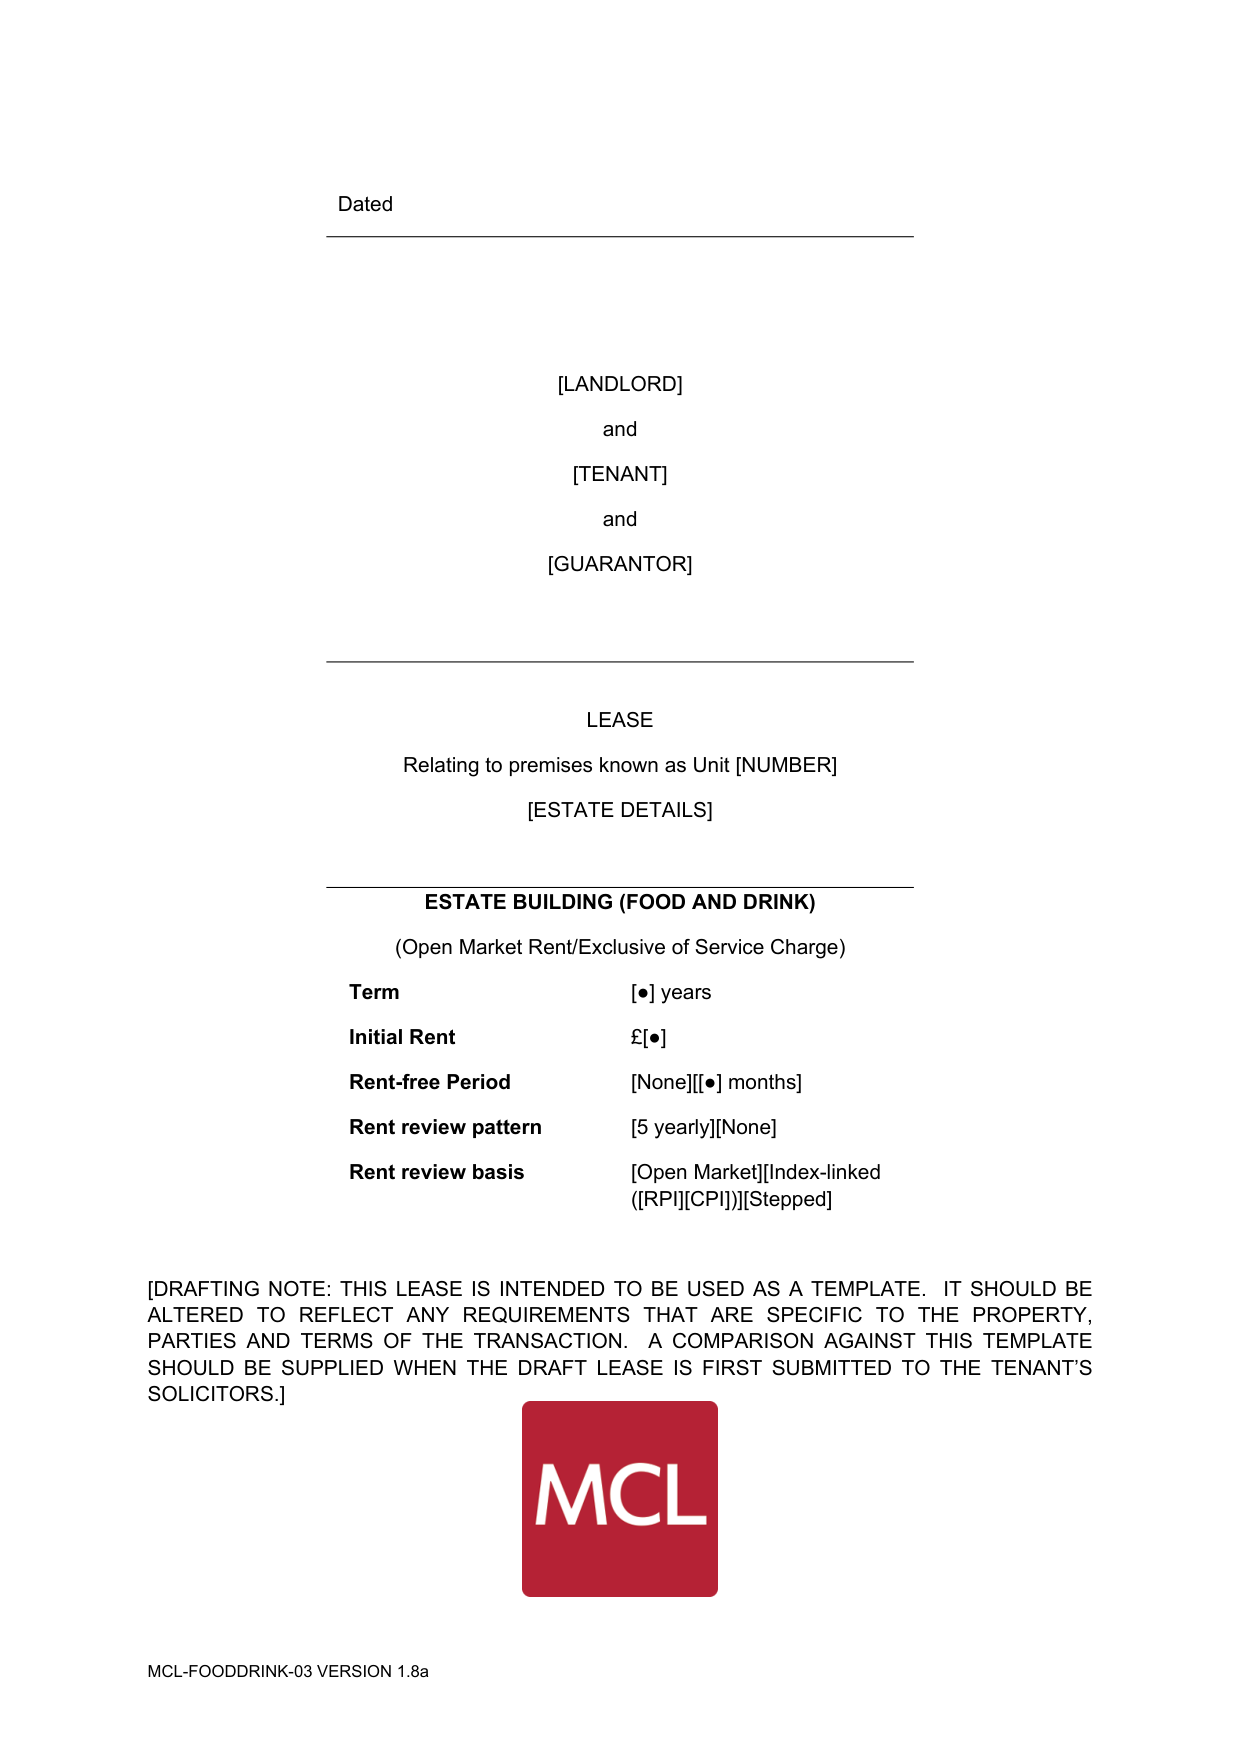 Dated
[LANDLORD]
and
[TENANT]
and
[GUARANTOR]
LEASE
Relating to premises known as Unit [NUMBER]
[ESTATE DETAILS]
ESTATE BUILDING (FOOD AND DRINK)
(Open Market Rent/Exclusive of Service Charge)
Term [●] years
Initial Rent £[●]
Rent-free Period [None][[●] months]
Rent review pattern [5 yearly][None]
Rent review basis [Open Market][Index-linked
([RPI][CPI])][Stepped]
[DRAFTING NOTE: THIS LEASE IS INTENDED TO BE USED AS A TEMPLATE. IT SHOULD BE
ALTERED TO REFLECT ANY REQUIREMENTS THAT ARE SPECIFIC TO THE PROPERTY,
PARTIES AND TERMS OF THE TRANSACTION. A COMPARISON AGAINST THIS TEMPLATE
SHOULD BE SUPPLIED WHEN THE DRAFT LEASE IS FIRST SUBMITTED TO THE TENANT’S
SOLICITORS.]
MCL
MCL-FOODDRINK-03 VERSION 1.8a